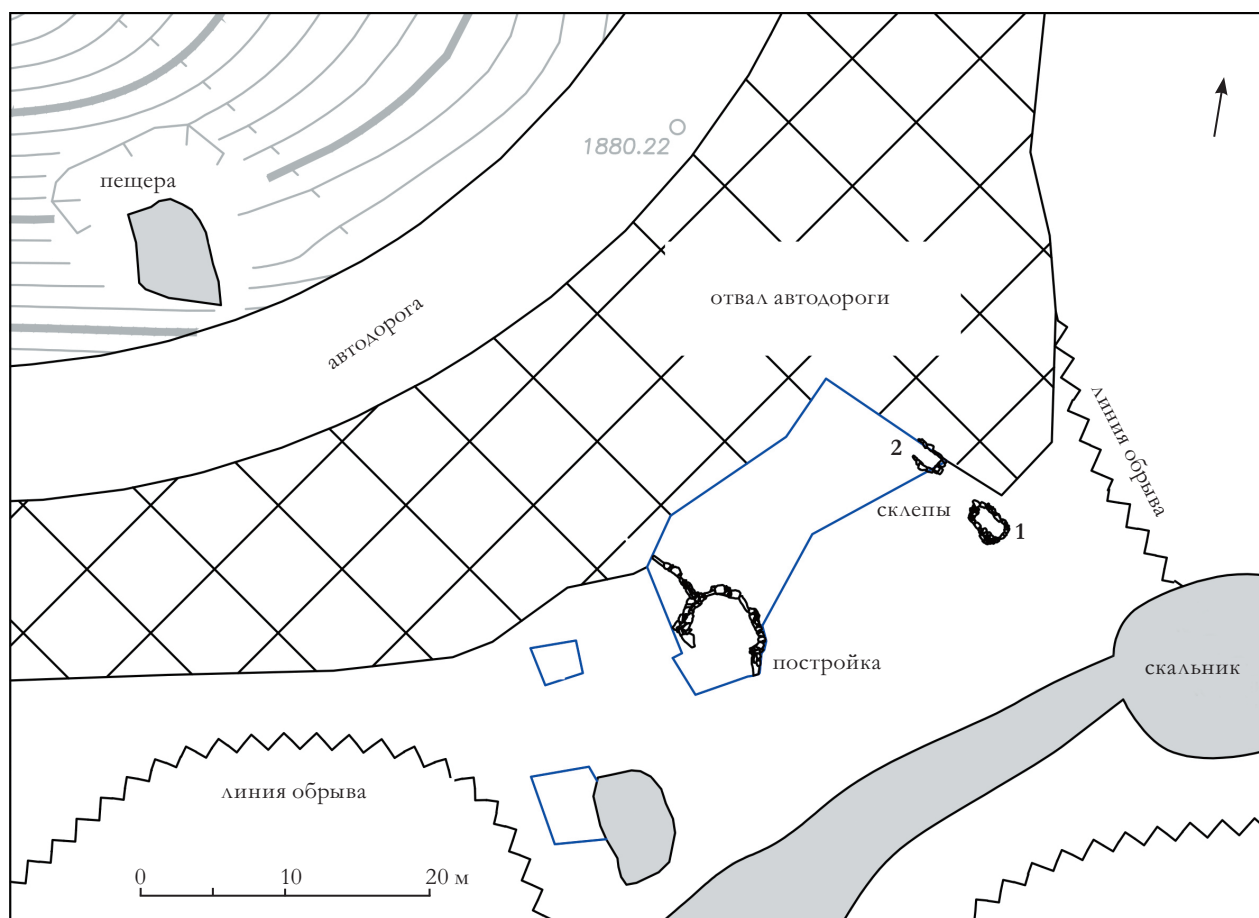 1880.22
пещера
автодорога
отвал автодороги
линия обрыва
2
склепы
1
постройка
скальник
линия обрыва
0 10 20 м